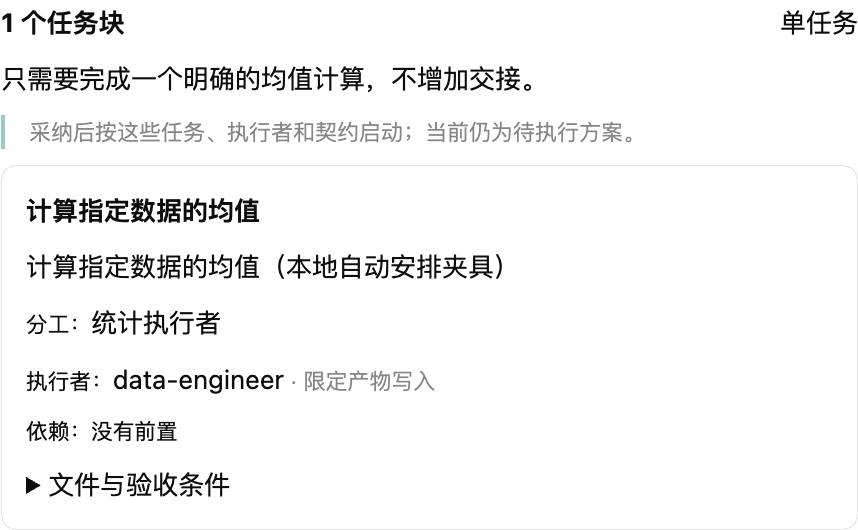 1 个任务块
单任务
只需要完成一个明确的均值计算，不增加交接。
采纳后按这些任务、执行者和契约启动；当前仍为待执行方案。
计算指定数据的均值
计算指定数据的均值（本地自动安排夹具）
分工：统计执行者
执行者：data-engineer · 限定产物写入
依赖：没有前置
▶ 文件与验收条件